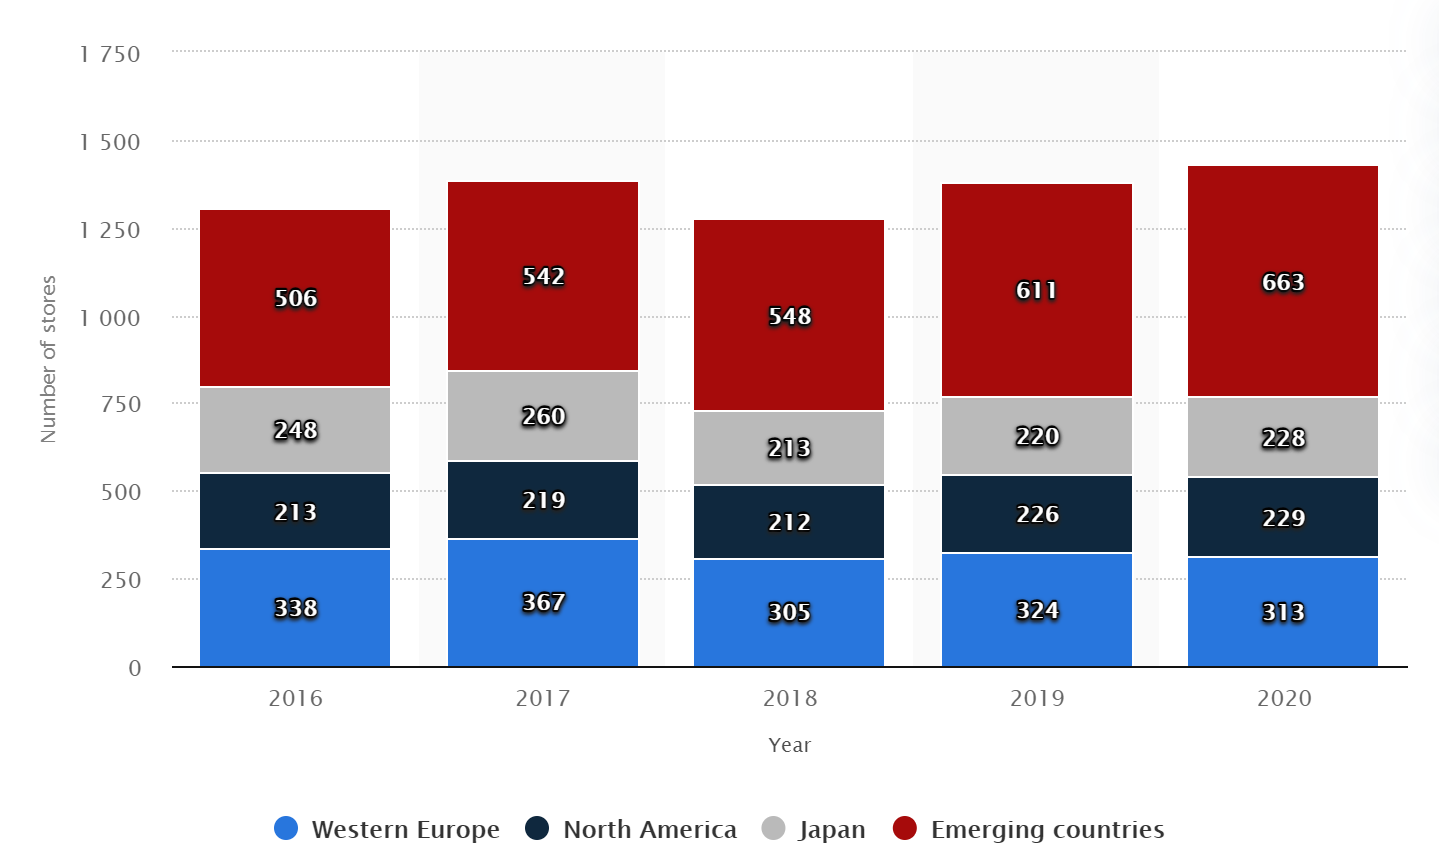 1 750
1 500
1 250
1 000
750
500
250
0
Number of stores
506 542 548 611 663
248 260 213 220 228
213 219 212 226 229
338 367 305 324 313
2016 2017 2018 2019 2020
Year
Western Europe North America Japan Emerging countries